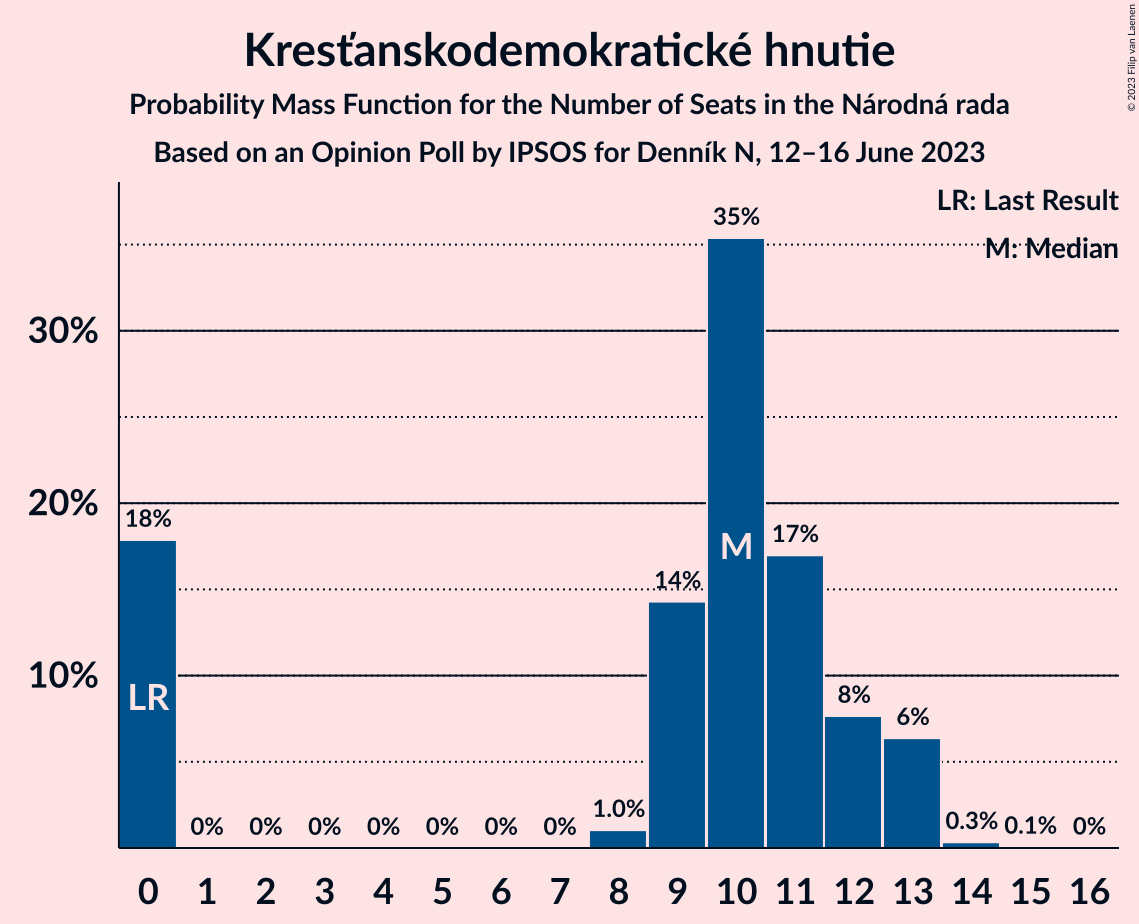 Kresťanskodemokratické hnutie
Probability Mass Function for the Number of Seats in the Národná rada
Based on an Opinion Poll by IPSOS for Denník N, 12–16 June 2023
© 2023 Filip van Laenen
LR: Last Result
M: Median
35%
30%
20%
18%
17%
M
14%
10%
LR
8%
6%
0% 0% 0% 0% 0% 0% 0% 1.0% 0.3% 0.1% 0%
0 1 2 3 4 5 6 7 8 9 10 11 12 13 14 15 16